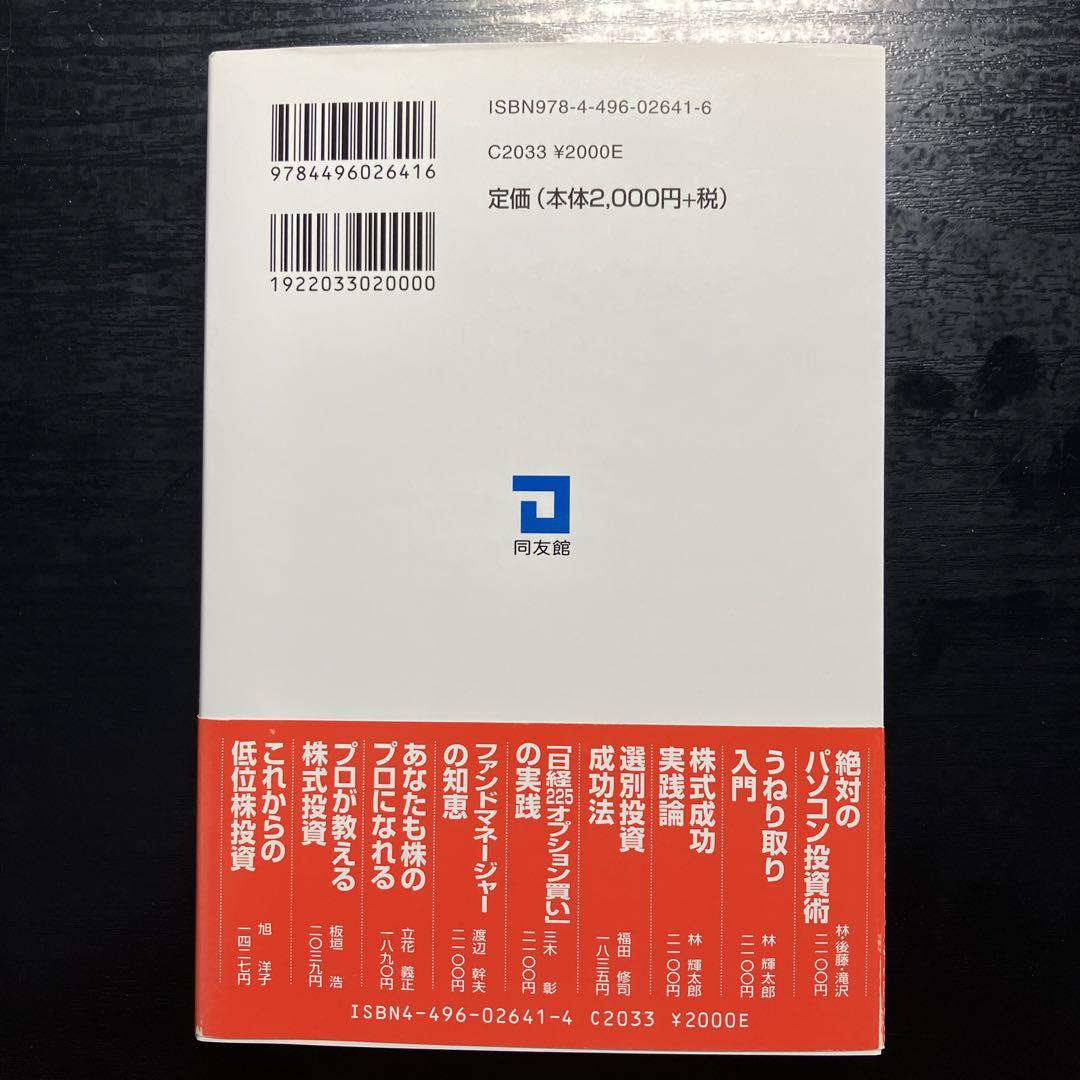 ISBN978-4-496-02641-6
9784496026416
C2033 ¥2000E
定価（本体2,000円+税）
1922033020000
同友館
絶対の
パソコン投資術
林・後藤・滝沢
二一〇〇円
うねり取り
入門
林 輝太郎
二一〇〇円
株式成功
実践論
林 輝太郎
二一〇〇円
選別投資
成功法
福田 修司
一八三五円
「日経225オプション買い」
の実践
三木 彰
二一〇〇円
ファンドマネージャー
の知恵
渡辺 幹夫
二一〇〇円
あなたも株の
プロになれる
立花 義正
一八九〇円
プロが教える
株式投資
板垣 浩
二〇三九円
これからの
低位株投資
旭 洋子
一四二七円
ISBN4-496-02641-4 C2033 ¥2000E